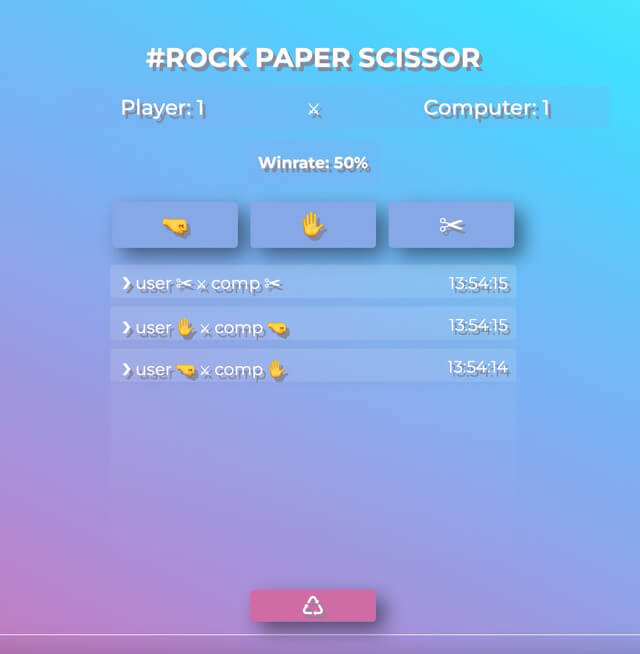 #ROCK PAPER SCISSOR
Player: 1 ⚔ Computer: 1
Winrate: 50%
🤜 ✋ ✂
❯ user ✂ ⚔ comp ✂ 13:54:15
❯ user ✋ ⚔ comp 🤜 13:54:15
❯ user 🤜 ⚔ comp ✋ 13:54:14
♺